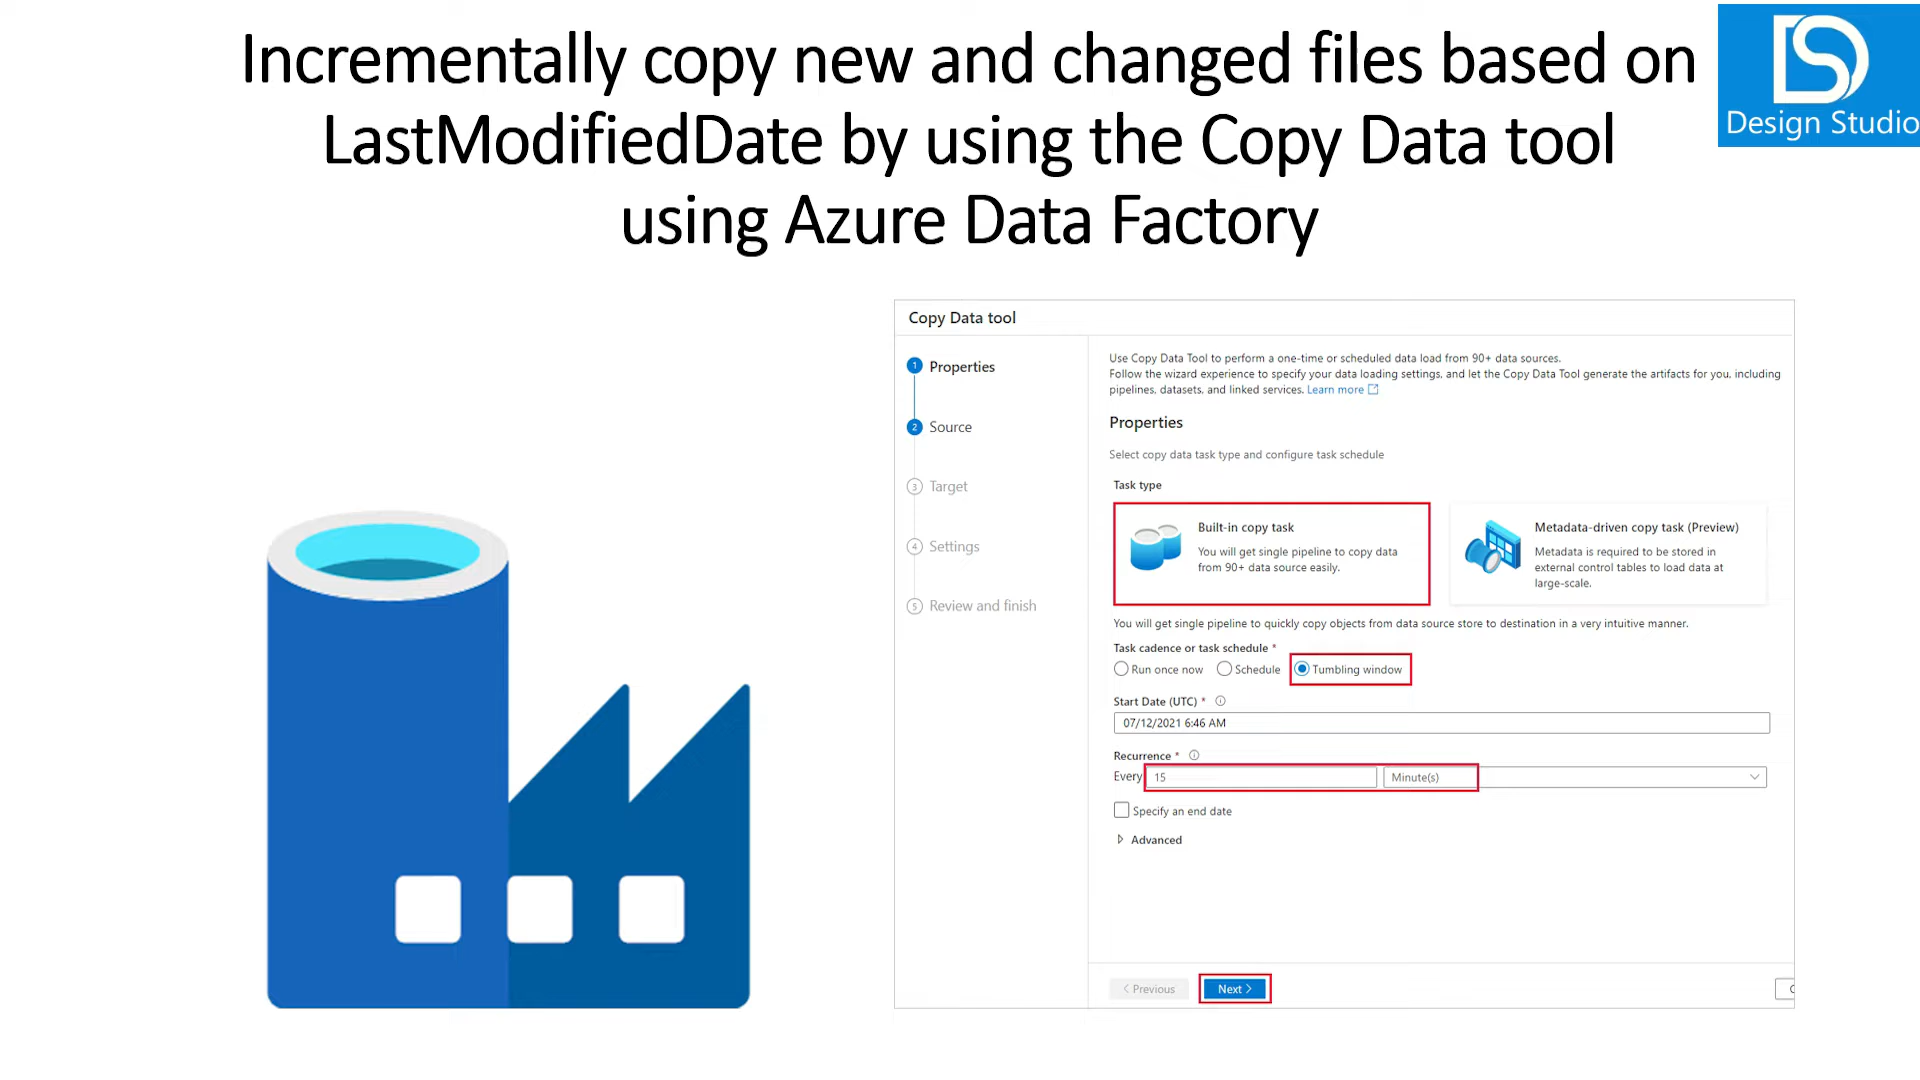 Incrementally copy new and changed files based on
LastModifiedDate by using the Copy Data tool
using Azure Data Factory
DS
Design Studio
Copy Data tool
1 Properties
2 Source
3 Target
4 Settings
5 Review and finish
Use Copy Data Tool to perform a one-time or scheduled data load from 90+ data sources.
Follow the wizard experience to specify your data loading settings, and let the Copy Data Tool generate the artifacts for you, including
pipelines, datasets, and linked services. Learn more
Properties
Select copy data task type and configure task schedule
Task type
Built-in copy task
You will get single pipeline to copy data
from 90+ data source easily.
Metadata-driven copy task (Preview)
Metadata is required to be stored in
external control tables to load data at
large-scale.
You will get single pipeline to quickly copy objects from data source store to destination in a very intuitive manner.
Task cadence or task schedule *
Run once now Schedule Tumbling window
Start Date (UTC) *
07/12/2021 6:46 AM
Recurrence *
Every 15 Minute(s)
Specify an end date
Advanced
< Previous Next >